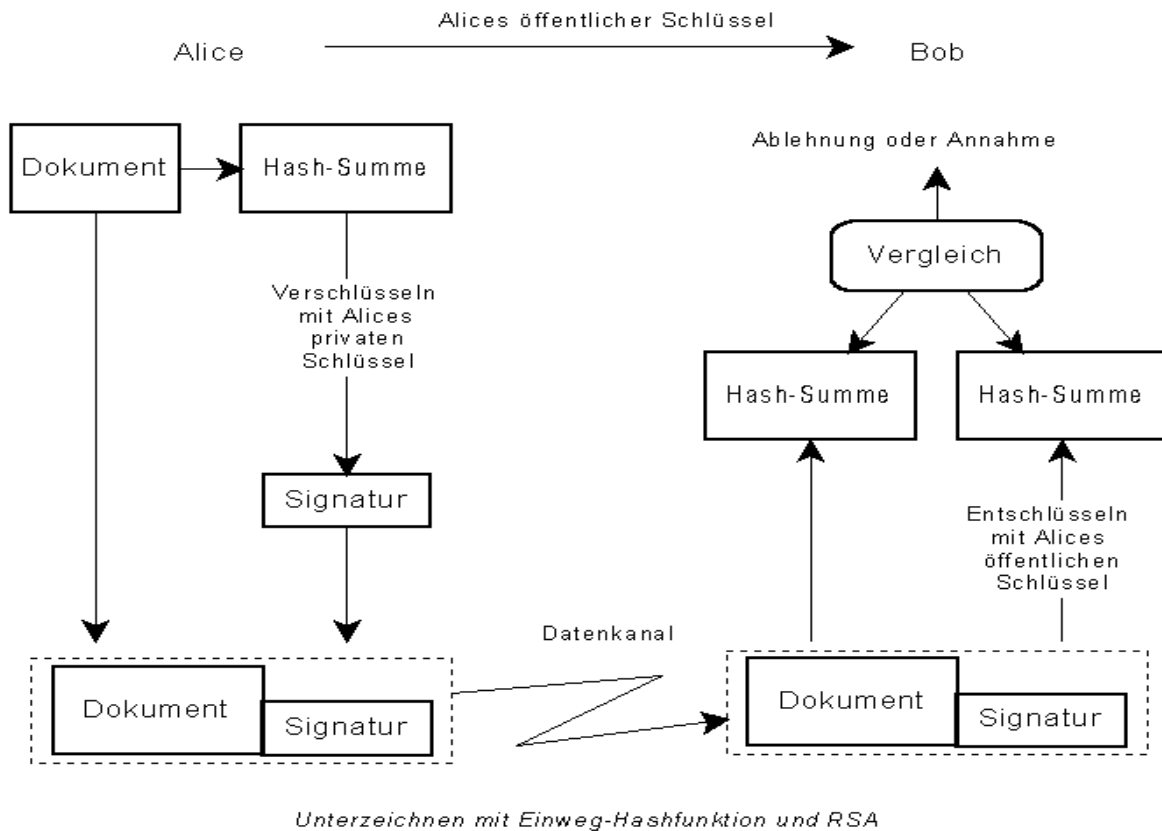 Alices öffentlicher Schlüssel
Alice
Bob
Dokument
Hash-Summe
Ablehnung oder Annahme
Vergleich
Verschlüsseln
mit Alices
privaten
Schlüssel
Hash-Summe
Hash-Summe
Signatur
Entschlüsseln
mit Alices
öffentlichen
Schlüssel
Datenkanal
Dokument
Signatur
Dokument
Signatur
Unterzeichnen mit Einweg-Hashfunktion und RSA